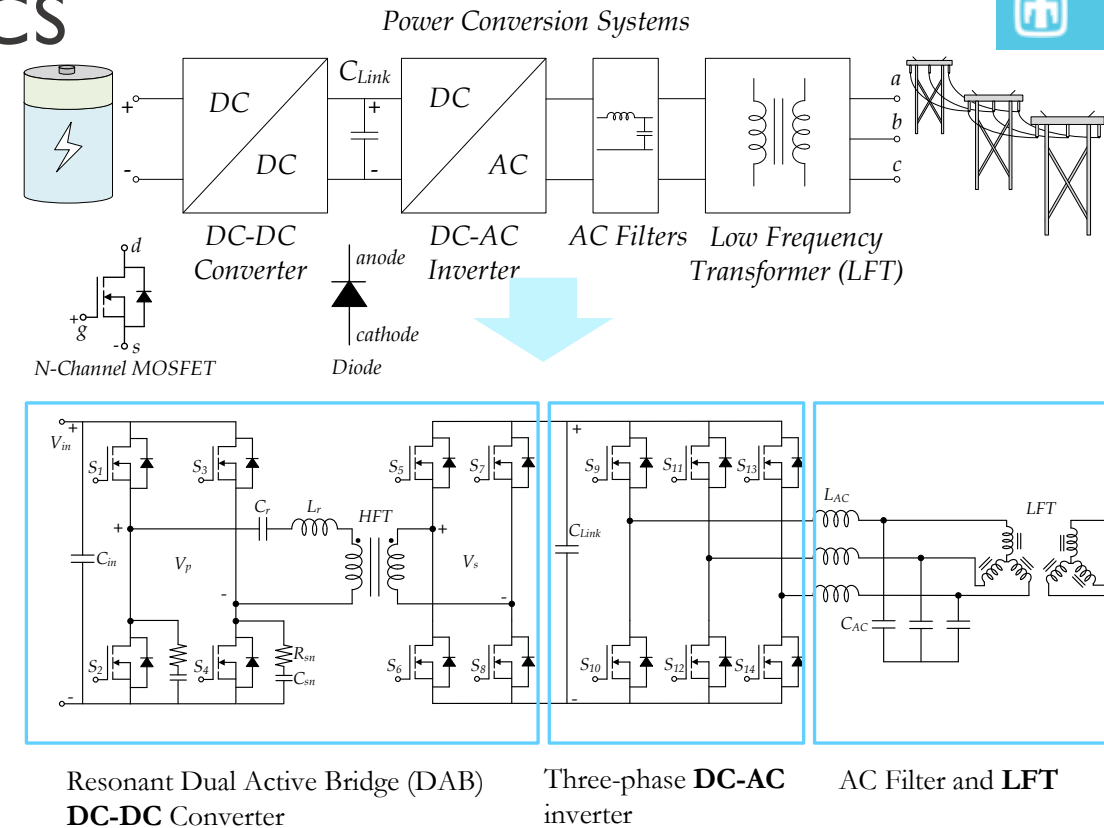 CS
Power Conversion Systems
+
-
DC
DC
C_Link
+
-
DC
AC
a
b
c
DC-DC
Converter
DC-AC
Inverter
AC Filters
Low Frequency
Transformer (LFT)
d
+
g
-
s
N-Channel MOSFET
anode
cathode
Diode
V_in
+
-
C_in
S_1
S_3
S_2
S_4
+
V_p
-
R_sn
C_sn
C_r
L_r
HFT
S_5
S_7
+
V_s
-
S_6
S_8
+
C_Link
-
S_9
S_11
S_13
S_10
S_12
S_14
L_AC
C_AC
LFT
Resonant Dual Active Bridge (DAB)
DC-DC Converter
Three-phase DC-AC
inverter
AC Filter and LFT